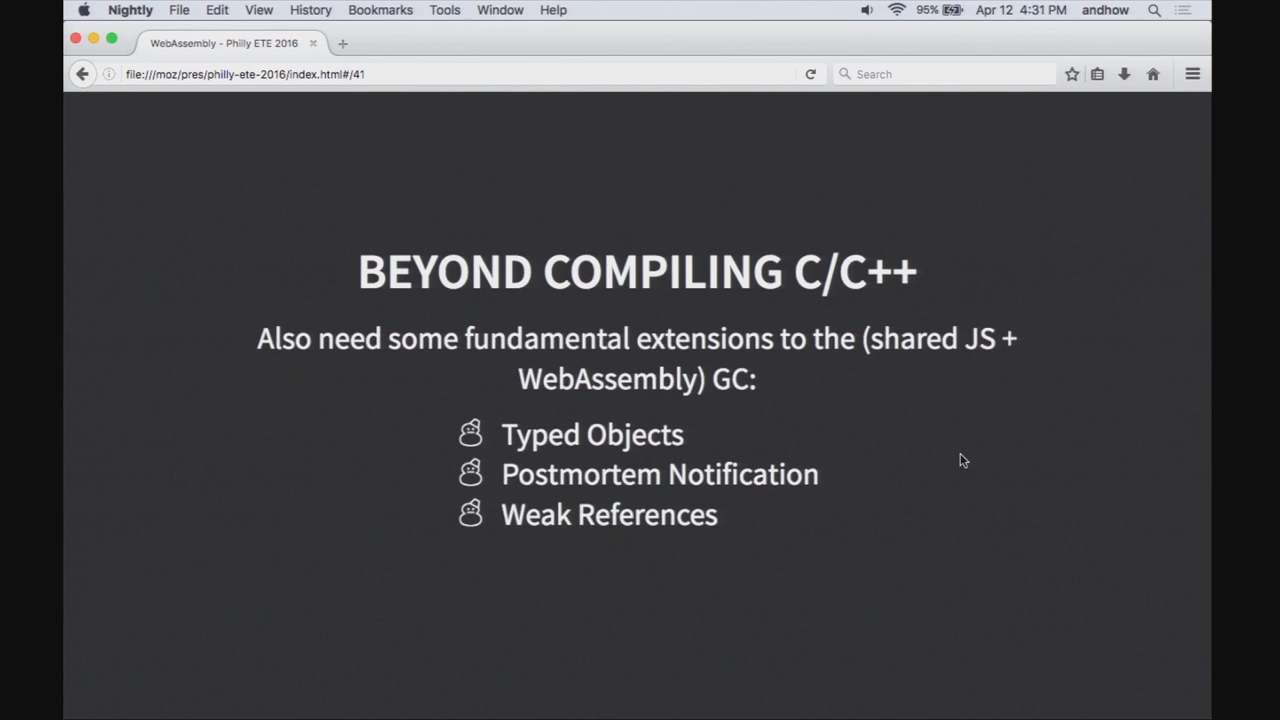 Nightly File Edit View History Bookmarks Tools Window Help 95% Apr 12 4:31 PM andhow
WebAssembly - Philly ETE 2016
file:///moz/pres/philly-ete-2016/index.html#/41 Search
BEYOND COMPILING C/C++
Also need some fundamental extensions to the (shared JS +
WebAssembly) GC:
Typed Objects
Postmortem Notification
Weak References